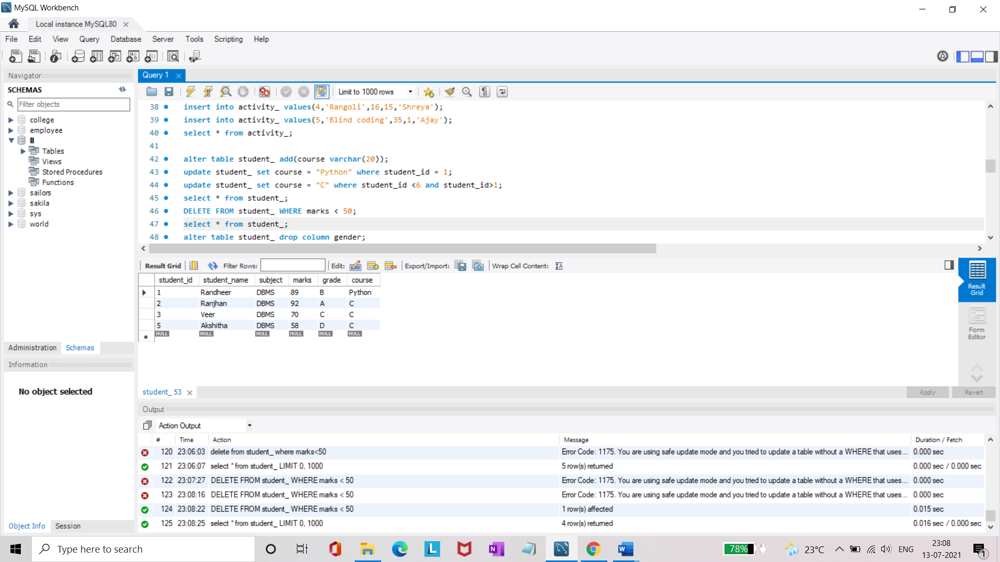 MySQL Workbench
Local instance MySQL80
File Edit View Query Database Server Tools Scripting Help
Navigator
SCHEMAS
Filter objects
college
employee
ll
Tables
Views
Stored Procedures
Functions
sailors
sakila
sys
world
Administration Schemas
Information
No object selected
Object Info Session
Query 1
Limit to 1000 rows
38 insert into activity_ values(4,'Rangoli',16,15,'Shreya');
39 insert into activity_ values(5,'Blind coding',35,1,'Ajay');
40 select * from activity_;
41
42 alter table student_ add(course varchar(20));
43 update student_ set course = "Python" where student_id = 1;
44 update student_ set course = "C" where student_id <6 and student_id>1;
45 select * from student_;
46 DELETE FROM student_ WHERE marks < 50;
47 select * from student_;
48 alter table student_ drop column gender;
Result Grid Filter Rows: Edit: Export/Import: Wrap Cell Content:
student_id student_name subject marks grade course
1 Randheer DBMS 89 B Python
2 Ranjhan DBMS 92 A C
3 Veer DBMS 70 C C
5 Akshitha DBMS 58 D C
NULL NULL NULL NULL NULL NULL
Result Grid
Form Editor
student_ 53
Apply Revert
Output
Action Output
# Time Action Message Duration / Fetch
120 23:06:03 delete from student_ where marks<50 Error Code: 1175. You are using safe update mode and you tried to update a table without a WHERE that uses... 0.000 sec
121 23:06:07 select * from student_ LIMIT 0, 1000 5 row(s) returned 0.000 sec / 0.000 sec
122 23:07:27 DELETE FROM student_ WHERE marks < 50 Error Code: 1175. You are using safe update mode and you tried to update a table without a WHERE that uses... 0.000 sec
123 23:08:16 DELETE FROM student_ WHERE marks < 50 Error Code: 1175. You are using safe update mode and you tried to update a table without a WHERE that uses... 0.000 sec
124 23:08:22 DELETE FROM student_ WHERE marks < 50 1 row(s) affected 0.015 sec
125 23:08:25 select * from student_ LIMIT 0, 1000 4 row(s) returned 0.016 sec / 0.000 sec
Type here to search
78%
23°C
ENG
23:08
13-07-2021
1